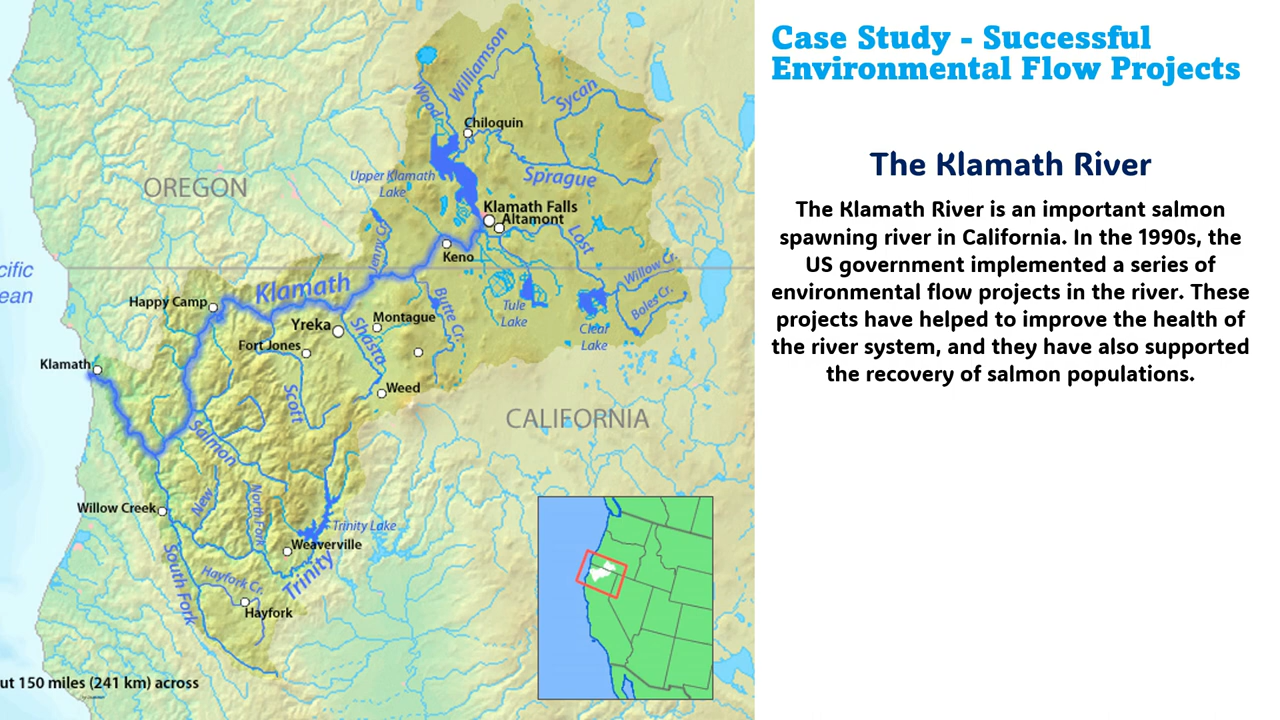 Case Study - Successful
Environmental Flow Projects
The Klamath River
The Klamath River is an important salmon
spawning river in California. In the 1990s, the
US government implemented a series of
environmental flow projects in the river. These
projects have helped to improve the health of
the river system, and they have also supported
the recovery of salmon populations.
Williamson
Wood
Sycan
Chiloquin
OREGON
Upper Klamath
Lake
Sprague
Klamath Falls
Altamont
Lost
Jenny Cr.
Keno
cific
ean
Willow Cr.
Boles Cr.
Klamath
Happy Camp
Butte Cr.
Tule
Lake
Clear
Lake
Yreka
Montague
Shasta
Fort Jones
Klamath
Weed
Scott
CALIFORNIA
Salmon
New
North Fork
Willow Creek
Trinity Lake
Weaverville
South Fork
Hayfork Cr.
Trinity
Hayfork
ut 150 miles (241 km) across